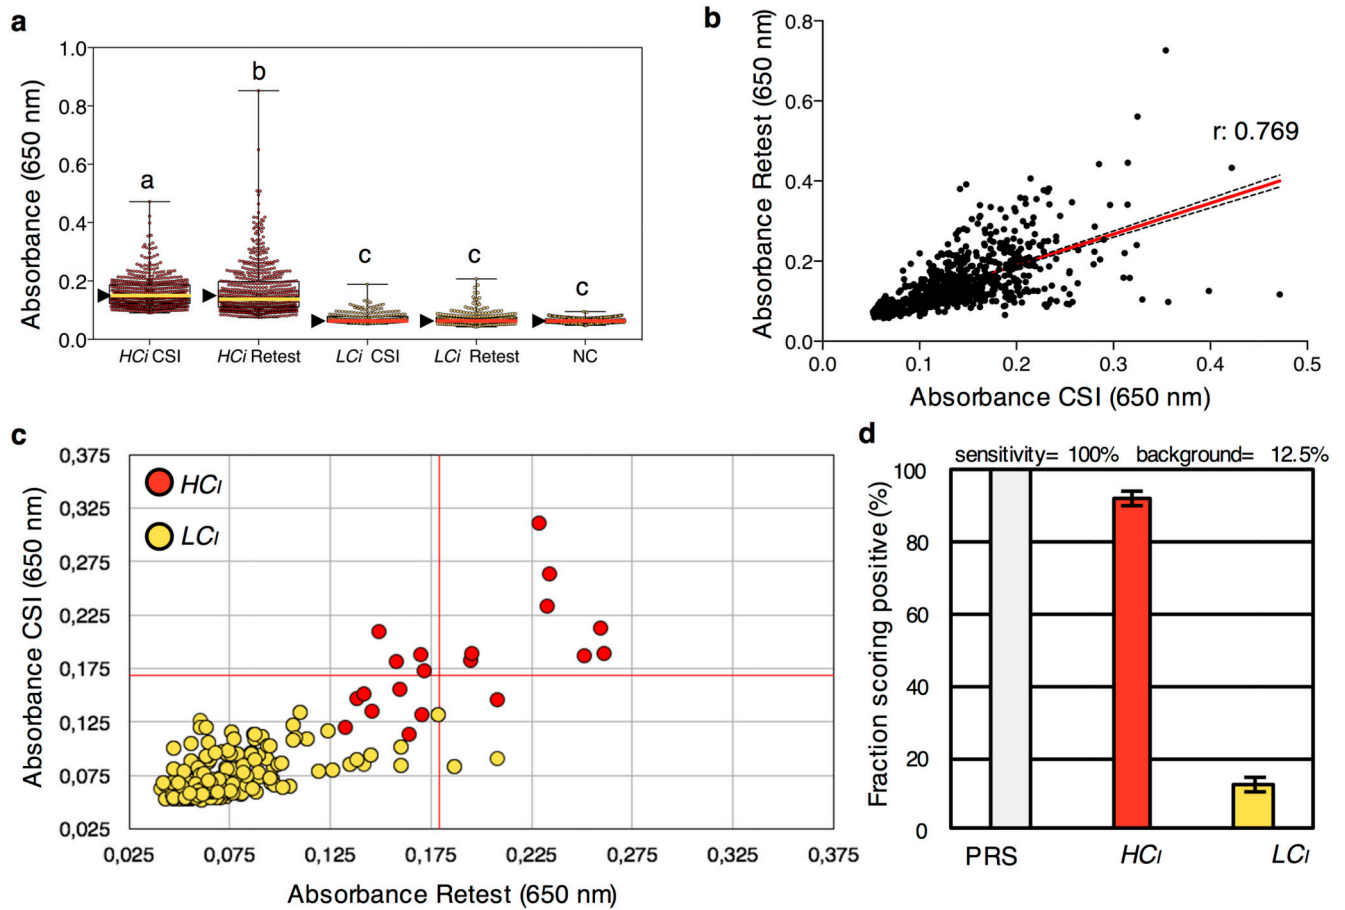 a
Absorbance (650 nm)
1.0
0.8
0.6
0.4
0.2
0.0
a
b
c
c
c
HCi CSI
HCi Retest
LCi CSI
LCi Retest
NC
b
Absorbance Retest (650 nm)
0.8
0.6
0.4
0.2
0.0
r: 0.769
0.0
0.1
0.2
0.3
0.4
0.5
Absorbance CSI (650 nm)
c
Absorbance CSI (650 nm)
0,375
0,325
0,275
0,225
0,175
0,125
0,075
0,025
HCI
LCI
0,025
0,075
0,125
0,175
0,225
0,275
0,325
0,375
Absorbance Retest (650 nm)
d
sensitivity= 100% background= 12.5%
Fraction scoring positive (%)
100
80
60
40
20
0
PRS
HCI
LCI